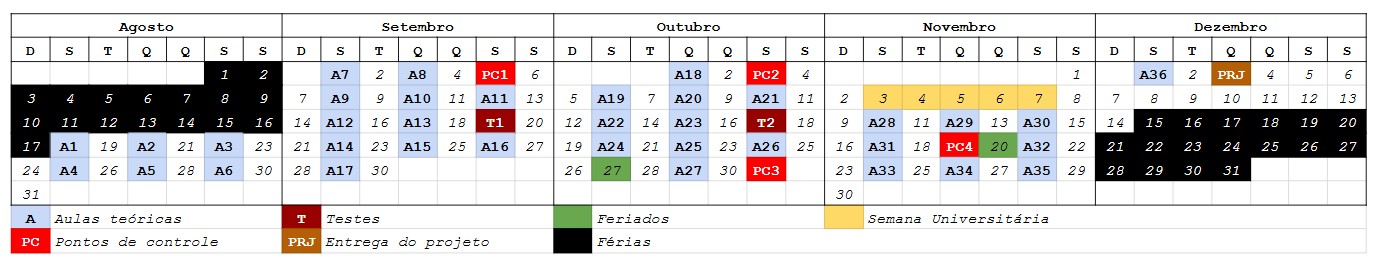 Agosto Setembro Outubro Novembro Dezembro
D S T Q Q S S D S T Q Q S S D S T Q Q S S D S T Q Q S S D S T Q Q S S
1 2 A7 2 A8 4 PC1 6 A18 2 PC2 4 1 A36 2 PRJ 4 5 6
3 4 5 6 7 8 9 7 A9 9 A10 11 A11 13 5 A19 7 A20 9 A21 11 2 3 4 5 6 7 8 7 8 9 10 11 12 13
10 11 12 13 14 15 16 14 A12 16 A13 18 T1 20 12 A22 14 A23 16 T2 18 9 A28 11 A29 13 A30 15 14 15 16 17 18 19 20
17 A1 19 A2 21 A3 23 21 A14 23 A15 25 A16 27 19 A24 21 A25 23 A26 25 16 A31 18 PC4 20 A32 22 21 22 23 24 25 26 27
24 A4 26 A5 28 A6 30 28 A17 30 26 27 28 A27 30 PC3 23 A33 25 A34 27 A35 29 28 29 30 31
31 30
A Aulas teóricas T Testes Feriados Semana Universitária
PC Pontos de controle PRJ Entrega do projeto Férias